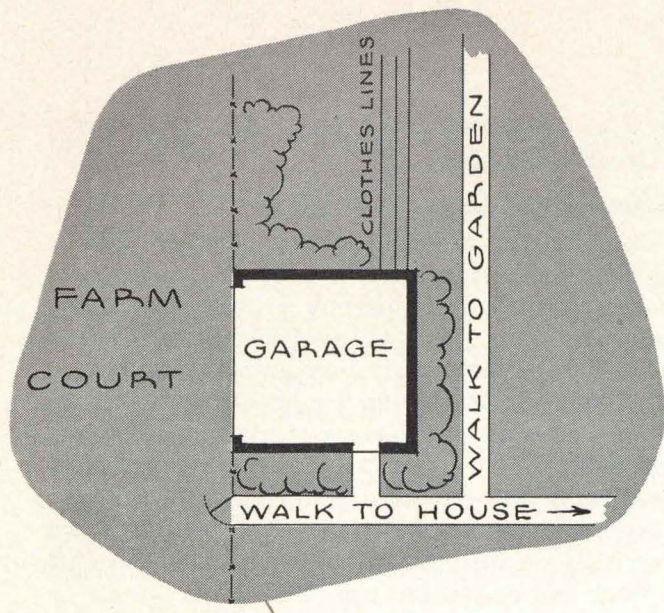 FARM
COURT
GARAGE
CLOTHES LINES
WALK TO GARDEN
WALK TO HOUSE